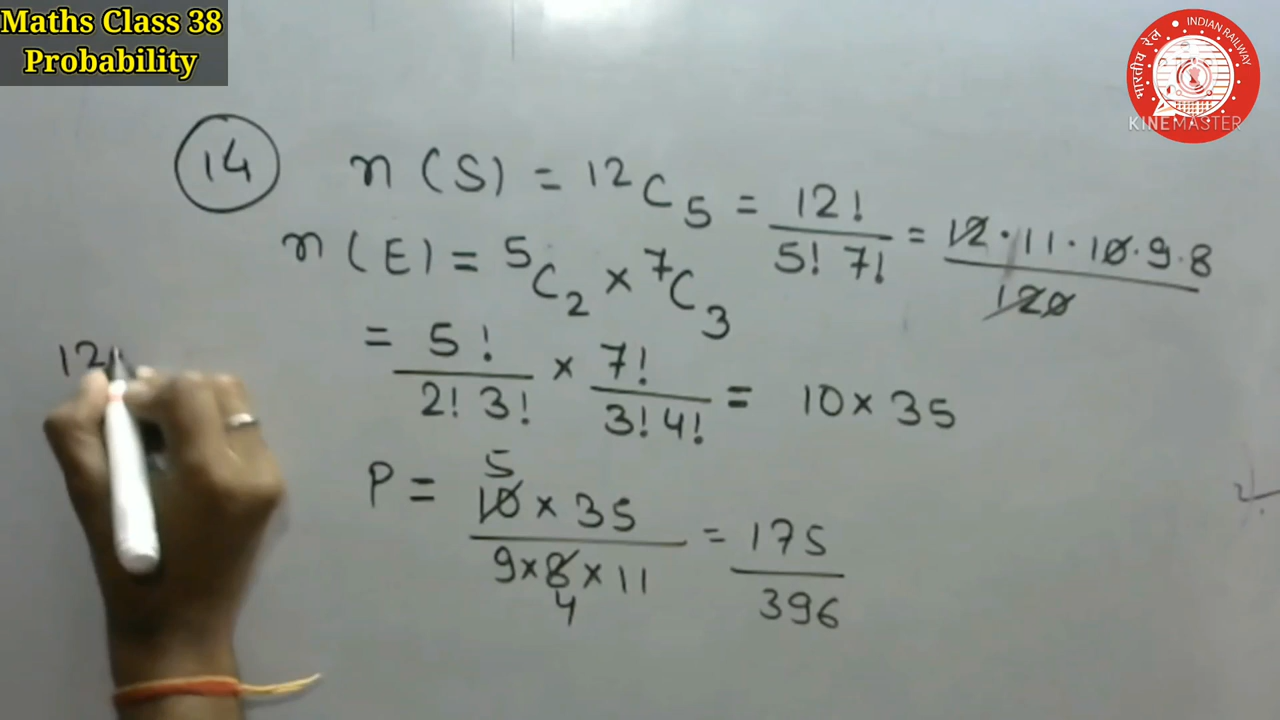 Maths Class 38
Probability
भारतीय रेल INDIAN RAILWAY
KINEMASTER
14 n(S) = ¹²C₅ = 12! / 5! 7! = 12·11·10·9·8 / 120
n(E) = ⁵C₂ × ⁷C₃
= 5! / 2! 3! × 7! / 3! 4! = 10 × 35
12!
P = 5 10 × 35 / 9 × 8 4 × 11 = 175 / 396